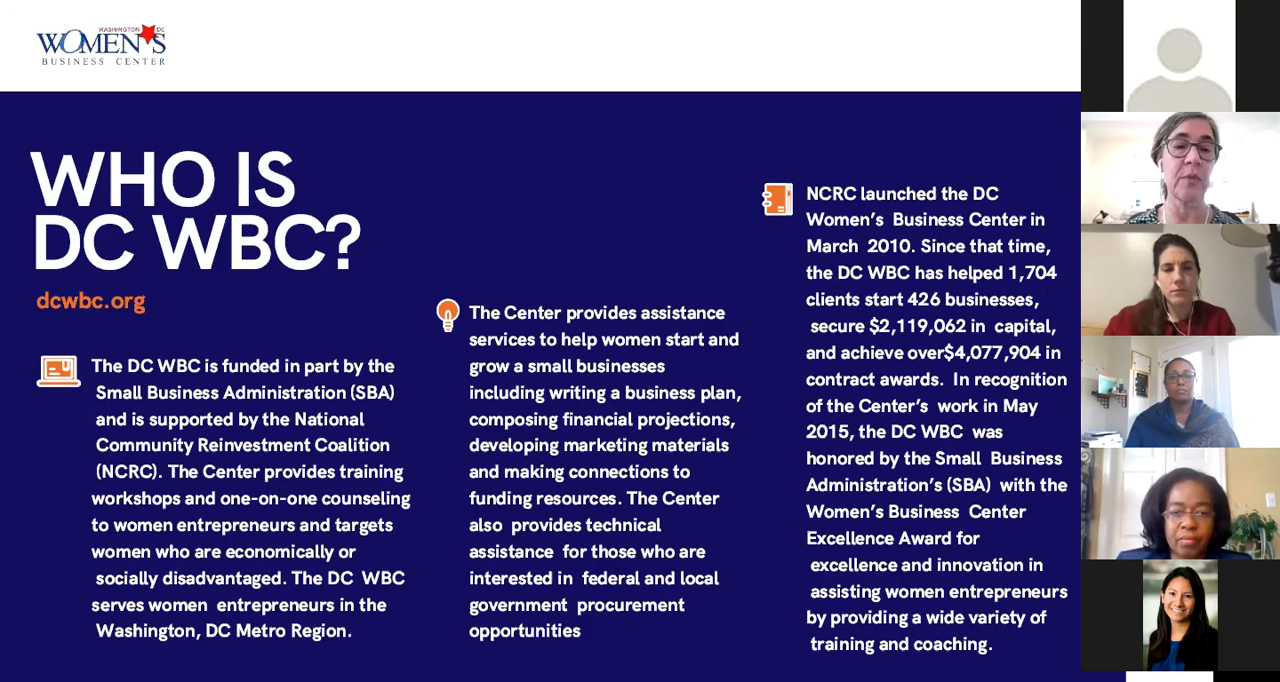 WASHINGTON DC
WOMEN'S
BUSINESS CENTER
WHO IS
DC WBC?
dcwbc.org
The DC WBC is funded in part by the
Small Business Administration (SBA)
and is supported by the National
Community Reinvestment Coalition
(NCRC). The Center provides training
workshops and one-on-one counseling
to women entrepreneurs and targets
women who are economically or
socially disadvantaged. The DC WBC
serves women entrepreneurs in the
Washington, DC Metro Region.
The Center provides assistance
services to help women start and
grow a small businesses
including writing a business plan,
composing financial projections,
developing marketing materials
and making connections to
funding resources. The Center
also provides technical
assistance for those who are
interested in federal and local
government procurement
opportunities
NCRC launched the DC
Women's Business Center in
March 2010. Since that time,
the DC WBC has helped 1,704
clients start 426 businesses,
secure $2,119,062 in capital,
and achieve over$4,077,904 in
contract awards. In recognition
of the Center's work in May
2015, the DC WBC was
honored by the Small Business
Administration's (SBA) with the
Women's Business Center
Excellence Award for
excellence and innovation in
assisting women entrepreneurs
by providing a wide variety of
training and coaching.